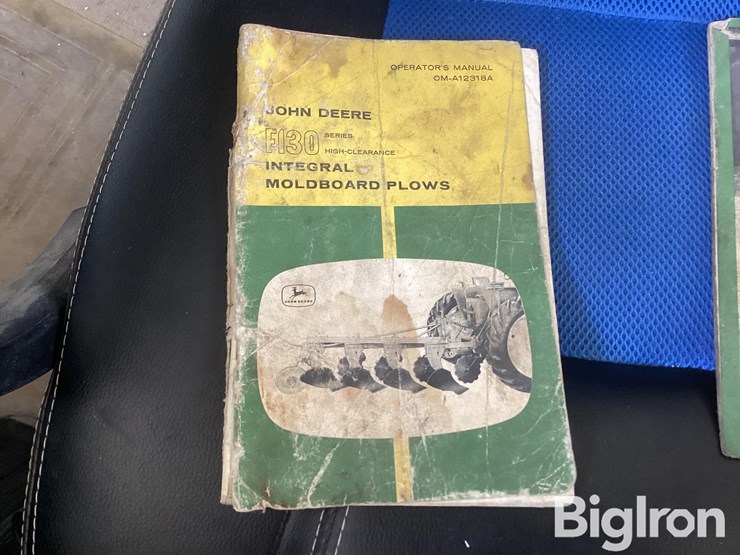 OPERATOR'S MANUAL
OM-A12318A
JOHN DEERE
F130 SERIES
HIGH-CLEARANCE
INTEGRAL
MOLDBOARD PLOWS
JOHN DEERE
BigIron